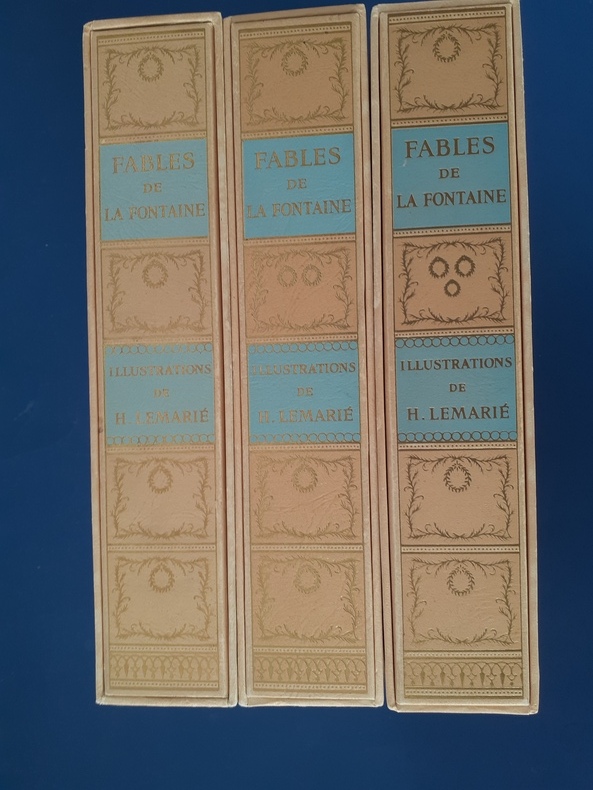 FABLES
DE
LA FONTAINE
ILLUSTRATIONS
DE
H. LEMARIÉ
FABLES
DE
LA FONTAINE
ILLUSTRATIONS
DE
H. LEMARIÉ
FABLES
DE
LA FONTAINE
ILLUSTRATIONS
DE
H. LEMARIÉ